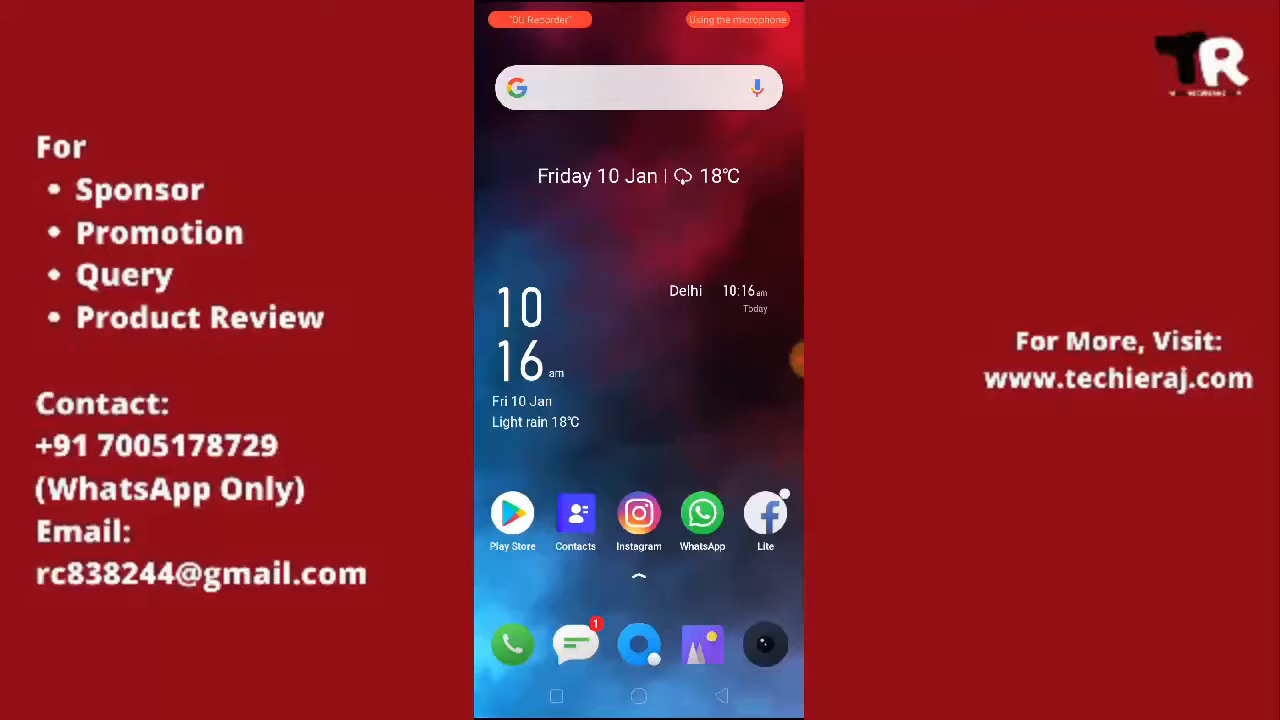 For
• Sponsor
• Promotion
• Query
• Product Review
Contact:
+91 7005178729
(WhatsApp Only)
Email:
rc838244@gmail.com
"DU Recorder"
Using the microphone
G
Friday 10 Jan | 18°C
10
16 am
Fri 10 Jan
Light rain 18°C
Delhi 10:16 am
Today
Play Store
Contacts
Instagram
WhatsApp
Lite
1
TR
For More, Visit:
www.techieraj.com